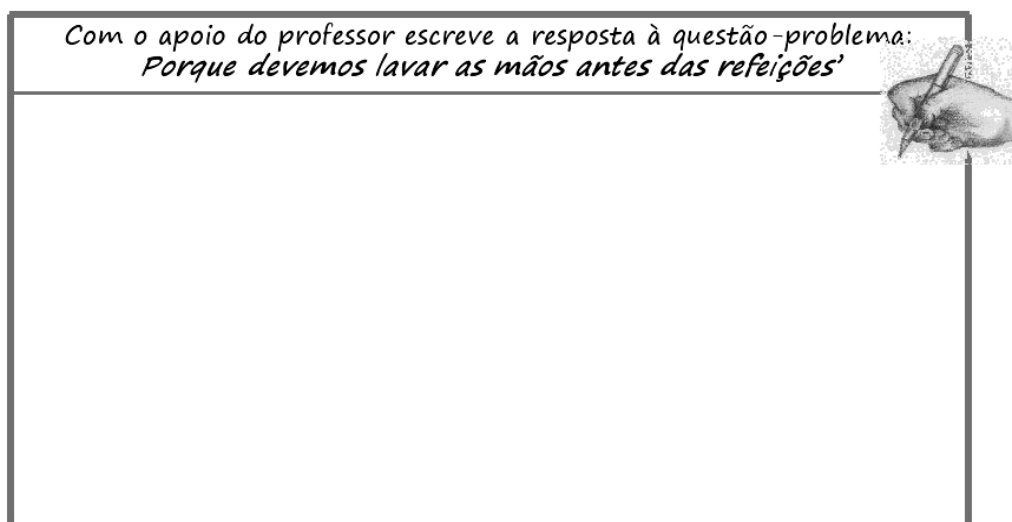 Com o apoio do professor escreve a resposta à questão-problema:
Porque devemos lavar as mãos antes das refeições’